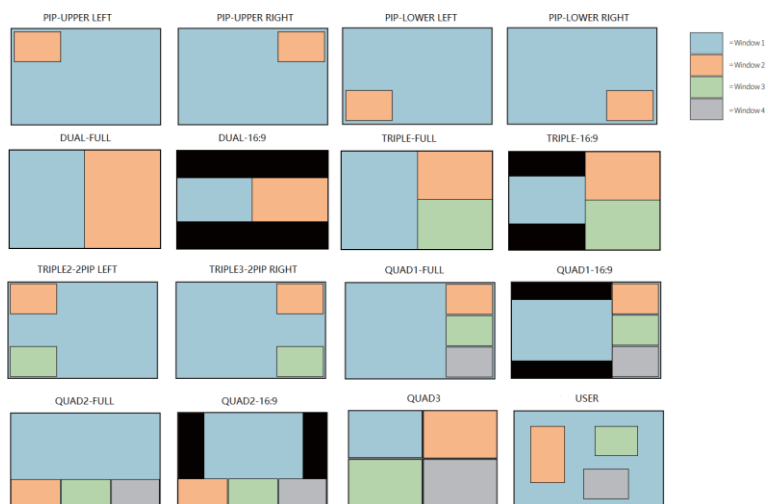 PIP-UPPER LEFT
PIP-UPPER RIGHT
PIP-LOWER LEFT
PIP-LOWER RIGHT
=Window 1
=Window 2
=Window 3
=Window 4
DUAL-FULL
DUAL-16:9
TRIPLE-FULL
TRIPLE-16:9
TRIPLE2-2PIP LEFT
TRIPLE3-2PIP RIGHT
QUAD1-FULL
QUAD1-16:9
QUAD2-FULL
QUAD2-16:9
QUAD3
USER